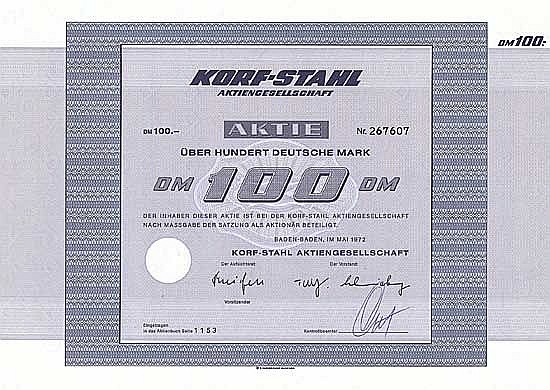 DM 100.-
KORF-STAHL
AKTIENGESELLSCHAFT
DM 100.— AKTIE Nr. 267607
ÜBER HUNDERT DEUTSCHE MARK
DM 100 DM
DER INHABER DIESER AKTIE IST BEI DER KORF-STAHL AKTIENGESELLSCHAFT
NACH MASSGABE DER SATZUNG ALS AKTIONÄR BETEILIGT.
BADEN-BADEN, IM MAI 1972
KORF-STAHL AKTIENGESELLSCHAFT
Der Aufsichtsrat: Der Vorstand:
Vorsitzender
Eingetragen
in das Aktienbuch Seite 1153 Kontrollbeamter